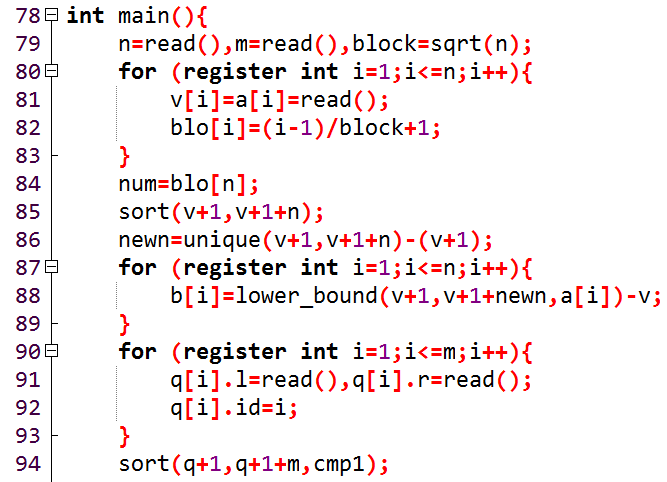 78 int main(){
79 n=read(),m=read(),block=sqrt(n);
80 for (register int i=1;i<=n;i++){
81 v[i]=a[i]=read();
82 blo[i]=(i-1)/block+1;
83 }
84 num=blo[n];
85 sort(v+1,v+1+n);
86 newn=unique(v+1,v+1+n)-(v+1);
87 for (register int i=1;i<=n;i++){
88 b[i]=lower_bound(v+1,v+1+newn,a[i])-v;
89 }
90 for (register int i=1;i<=m;i++){
91 q[i].l=read(),q[i].r=read();
92 q[i].id=i;
93 }
94 sort(q+1,q+1+m,cmp1);